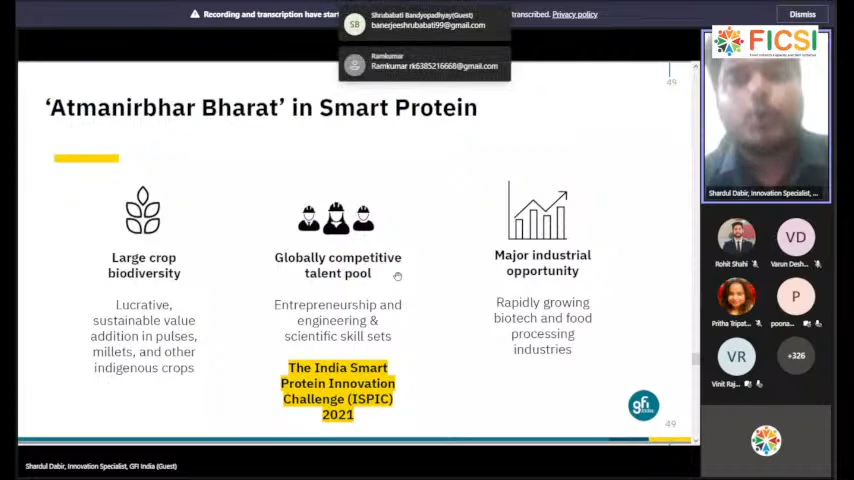 Recording and transcription have star
transcribed. Privacy policy
Dismiss
SB
Shrubabati Bandyopadhyay(Guest)
banerjeeshrubabati99@gmail.com
Ramkumar
Ramkumar rk6385216668@gmail.com
FICSI
49
'Atmanirbhar Bharat' in Smart Protein
Large crop
biodiversity
Lucrative,
sustainable value
addition in pulses,
millets, and other
indigenous crops
Globally competitive
talent pool
Entrepreneurship and
engineering &
scientific skill sets
The India Smart
Protein Innovation
Challenge (ISPIC)
2021
Major industrial
opportunity
Rapidly growing
biotech and food
processing
industries
gfi
india
49
Shardul Dabir, Innovation Specialist, ...
Rohit Shahi
VD
Varun Desh...
Pritha Tripat...
P
poona...
VR
Vinit Raj...
+326
Shardul Dabir, Innovation Specialist, GFI India (Guest)